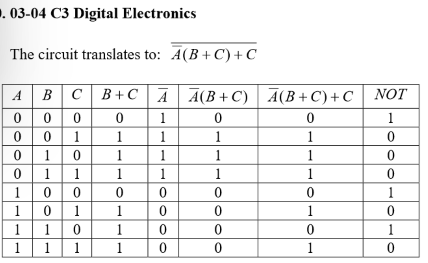 . 03-04 C3 Digital Electronics
The circuit translates to: $\overline{\overline{A}(B+C)+C}$
A B C B+C $\overline{A}$ $\overline{A}(B+C)$ $\overline{A}(B+C)+C$ NOT
0 0 0 0 1 0 0 1
0 0 1 1 1 1 1 0
0 1 0 1 1 1 1 0
0 1 1 1 1 1 1 0
1 0 0 0 0 0 0 1
1 0 1 1 0 0 1 0
1 1 0 1 0 0 0 1
1 1 1 1 0 0 1 0